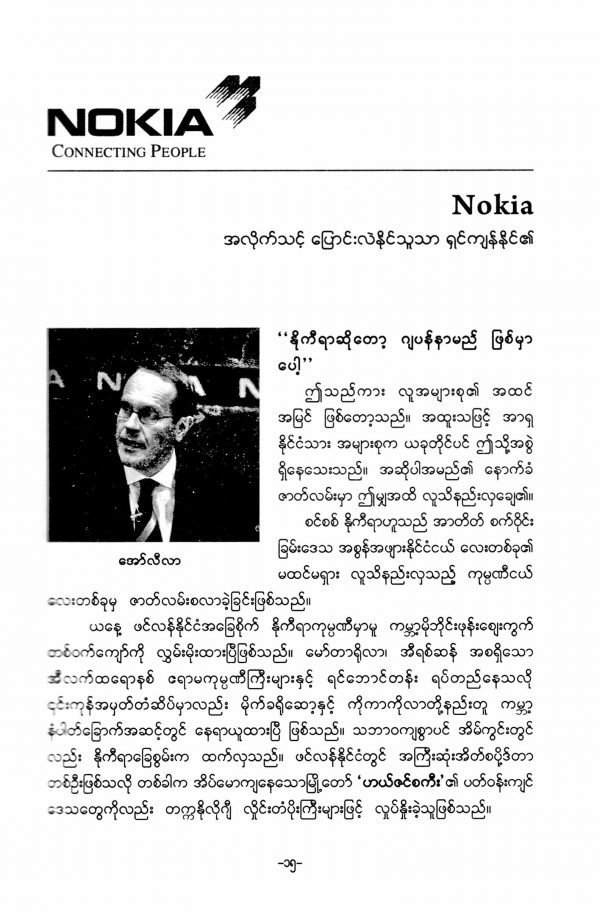 NOKIA
CONNECTING PEOPLE
Nokia
အလိုက်သင့် ပြောင်းလဲနိုင်သူသာ ရှင်ကျန်နိုင်၏
‘‘နိုကီရာဆိုတော့ ဂျပန်နာမည် ဖြစ်မှာ
ပေါ့’’
ဤသည်ကား လူအများစု၏ အထင်
အမြင် ဖြစ်တော့သည်။ အထူးသဖြင့် အာရှ
နိုင်ငံသား အများစုက ယခုတိုင်ပင် ဤသို့အစွဲ
ရှိနေသေးသည်။ အဆိုပါအမည်၏ နောက်ခံ
ဇာတ်လမ်းမှာ ဤမျှအထိ လူသိနည်းလှချေ၏။
စင်စစ် နိုကီရာဟူသည် အာတိတ် စက်ဝိုင်း
ခြမ်းဒေသ အစွန်အဖျားနိုင်ငံငယ် လေးတစ်ခု၏
မထင်မရှား လူသိနည်းလှသည့် ကုမ္ပဏီငယ်
လေးတစ်ခုမှ ဇာတ်လမ်းစလာခဲ့ခြင်းဖြစ်သည်။
အော်လီလာ
ယနေ့ ဖင်လန်နိုင်ငံအခြေစိုက် နိုကီရာကုမ္ပဏီမှာမူ ကမ္ဘာ့မိုဘိုင်းဖုန်းဈေးကွက်
တစ်ဝက်ကျော်ကို လွှမ်းမိုးထားပြီဖြစ်သည်။ မော်တာရိုလာ၊ အီရစ်ဆန် အစရှိသော
အီလက်ထရောနစ် ဧရာမကုမ္ပဏီကြီးများနှင့် ရင်ဘောင်တန်း ရပ်တည်နေသလို
၎င်းကုန်အမှတ်တံဆိပ်မှာလည်း မိုက်ခရိုဆော့နှင့် ကိုကာကိုလာတို့နည်းတူ ကမ္ဘာ့
နံပါတ်ခြောက်အဆင့်တွင် နေရာယူထားပြီ ဖြစ်သည်။ သဘာဝကျစွာပင် အိမ်ကွင်းတွင်
လည်း နိုကီရာခြေစွမ်းက ထက်လှသည်။ ဖင်လန်နိုင်ငံတွင် အကြီးဆုံးအိတ်စပို့ဒ်တာ
တစ်ဦးဖြစ်သလို တစ်ခါက အိပ်မောကျနေသောမြို့တော် ‘ဟယ်ဇင်စကီး’၏ ပတ်ဝန်းကျင်
ဒေသတွေကိုလည်း တက္ကနိုလိုဂျီ လှိုင်းတံပိုးကြီးများဖြင့် လှုပ်နှိုးခဲ့သူဖြစ်သည်။
-၁၅-